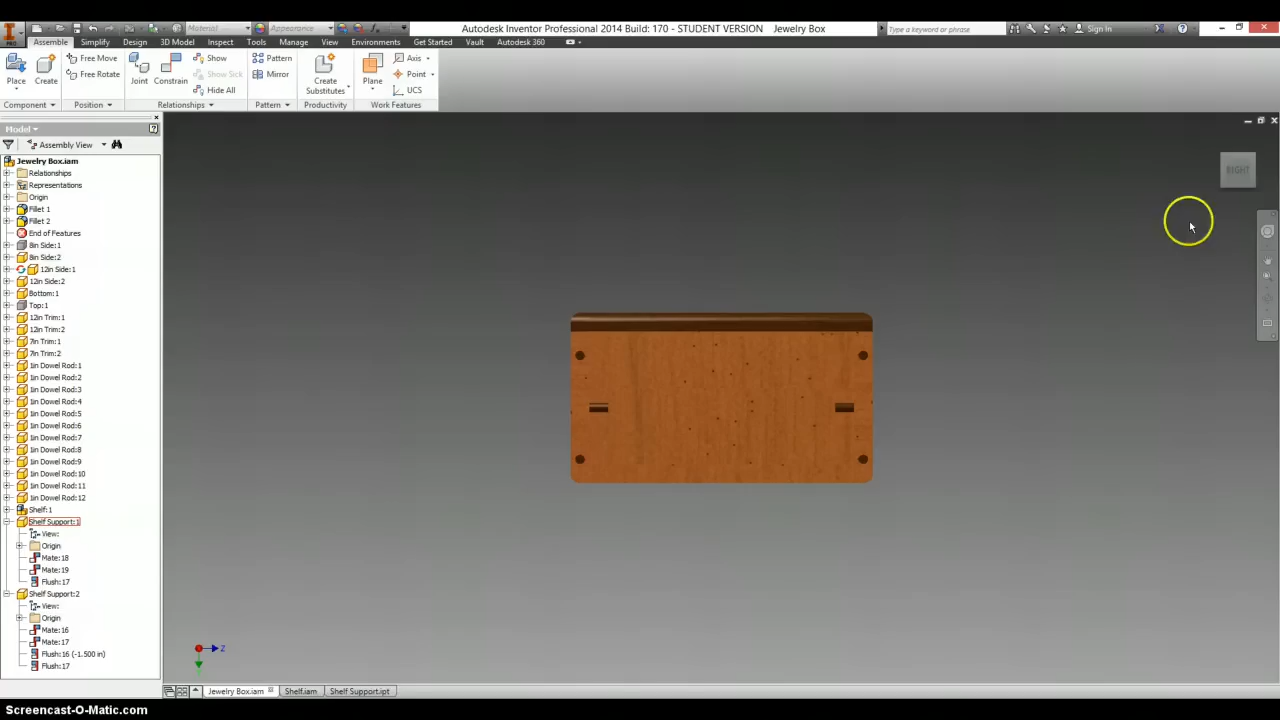 Material
Appearance
Autodesk Inventor Professional 2014 Build: 170 - STUDENT VERSION Jewelry Box
Type a keyword or phrase
Sign In
PRO
Assemble Simplify Design 3D Model Inspect Tools Manage View Environments Get Started Vault Autodesk 360
Place
Create
Free Move
Free Rotate
Joint
Constrain
Show
Show Sick
Hide All
Pattern
Mirror
Create
Substitutes
Plane
Axis
Point
UCS
Component Position Relationships Pattern Productivity Work Features
Model
Assembly View
Jewelry Box.iam
Relationships
Representations
Origin
Fillet 1
Fillet 2
End of Features
8in Side:1
8in Side:2
12in Side:1
12in Side:2
Bottom:1
Top:1
12in Trim:1
12in Trim:2
7in Trim:1
7in Trim:2
1in Dowel Rod:1
1in Dowel Rod:2
1in Dowel Rod:3
1in Dowel Rod:4
1in Dowel Rod:5
1in Dowel Rod:6
1in Dowel Rod:7
1in Dowel Rod:8
1in Dowel Rod:9
1in Dowel Rod:10
1in Dowel Rod:11
1in Dowel Rod:12
Shelf:1
Shelf Support:1
View:
Origin
Mate:18
Mate:19
Flush:17
Shelf Support:2
View:
Origin
Mate:16
Mate:17
Flush:16 (-1.500 in)
Flush:17
RIGHT
Z
Jewelry Box.iam Shelf.iam Shelf Support.ipt
Screencast-O-Matic.com